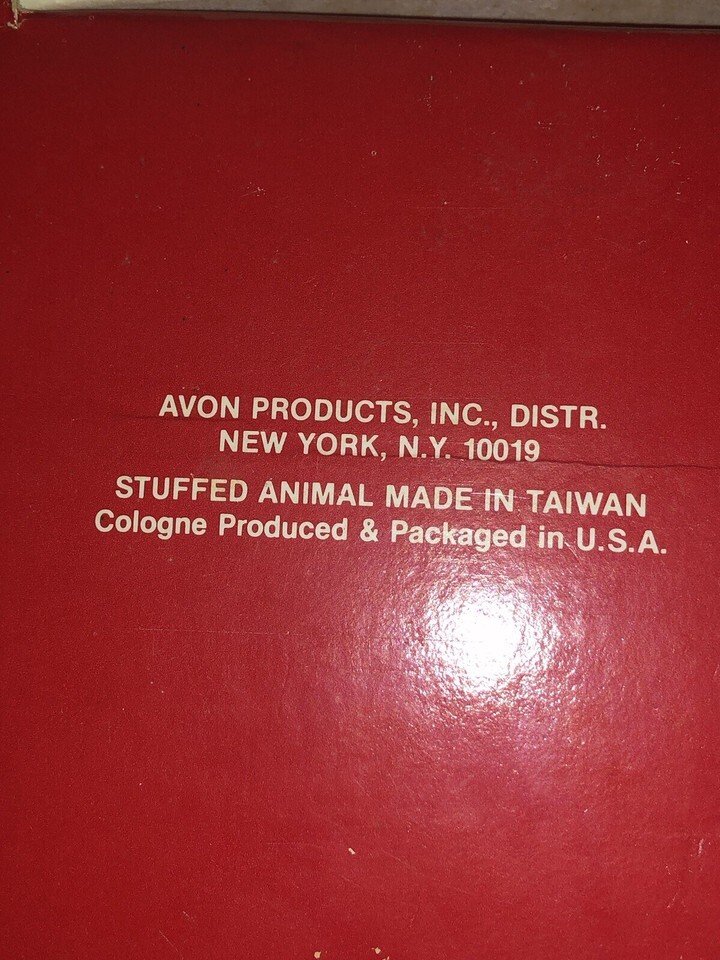 AVON PRODUCTS, INC., DISTR.
NEW YORK, N.Y. 10019
STUFFED ANIMAL MADE IN TAIWAN
Cologne Produced & Packaged in U.S.A.